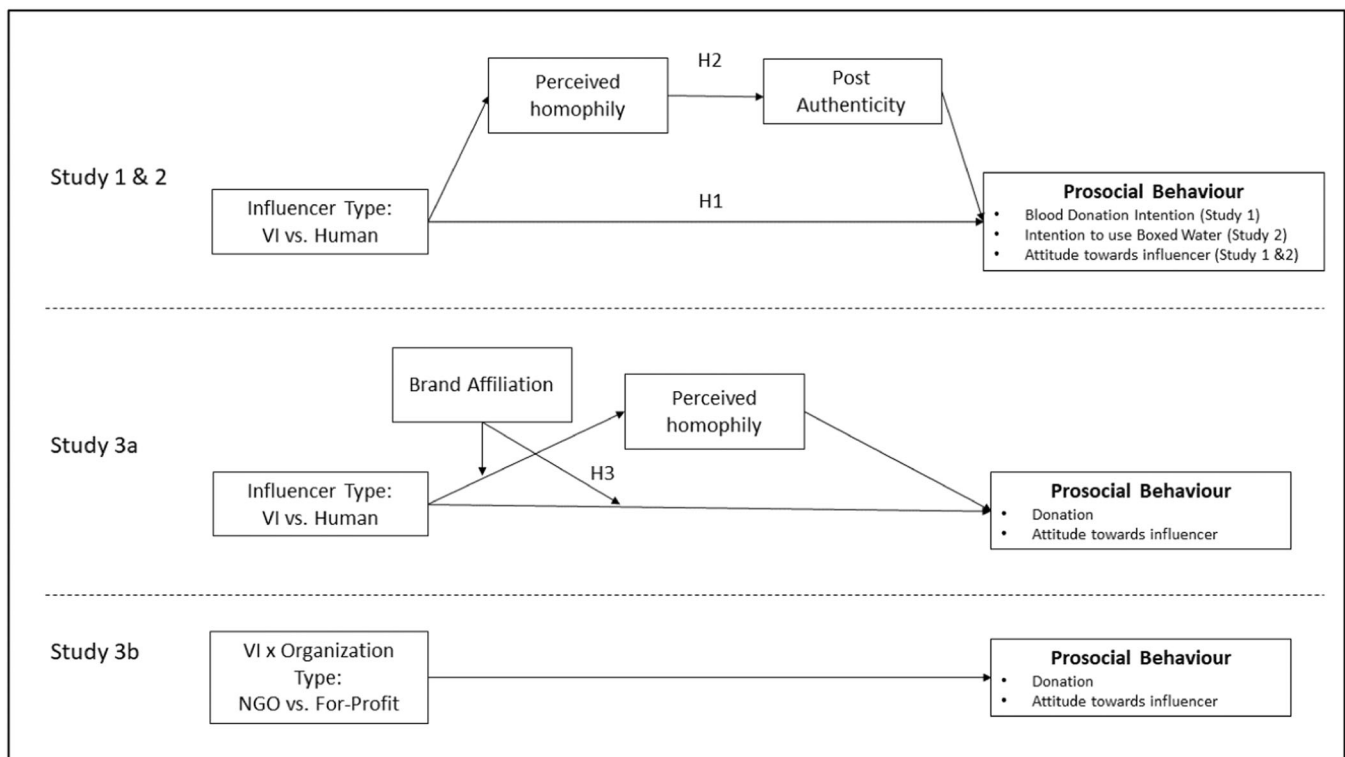 H2
Perceived
homophily
Post
Authenticity
Study 1 & 2
Influencer Type:
VI vs. Human
H1
Prosocial Behaviour
• Blood Donation Intention (Study 1)
• Intention to use Boxed Water (Study 2)
• Attitude towards influencer (Study 1 &2)
Brand Affiliation
Perceived
homophily
Study 3a
H3
Influencer Type:
VI vs. Human
Prosocial Behaviour
• Donation
• Attitude towards influencer
Study 3b
VI x Organization
Type:
NGO vs. For-Profit
Prosocial Behaviour
• Donation
• Attitude towards influencer